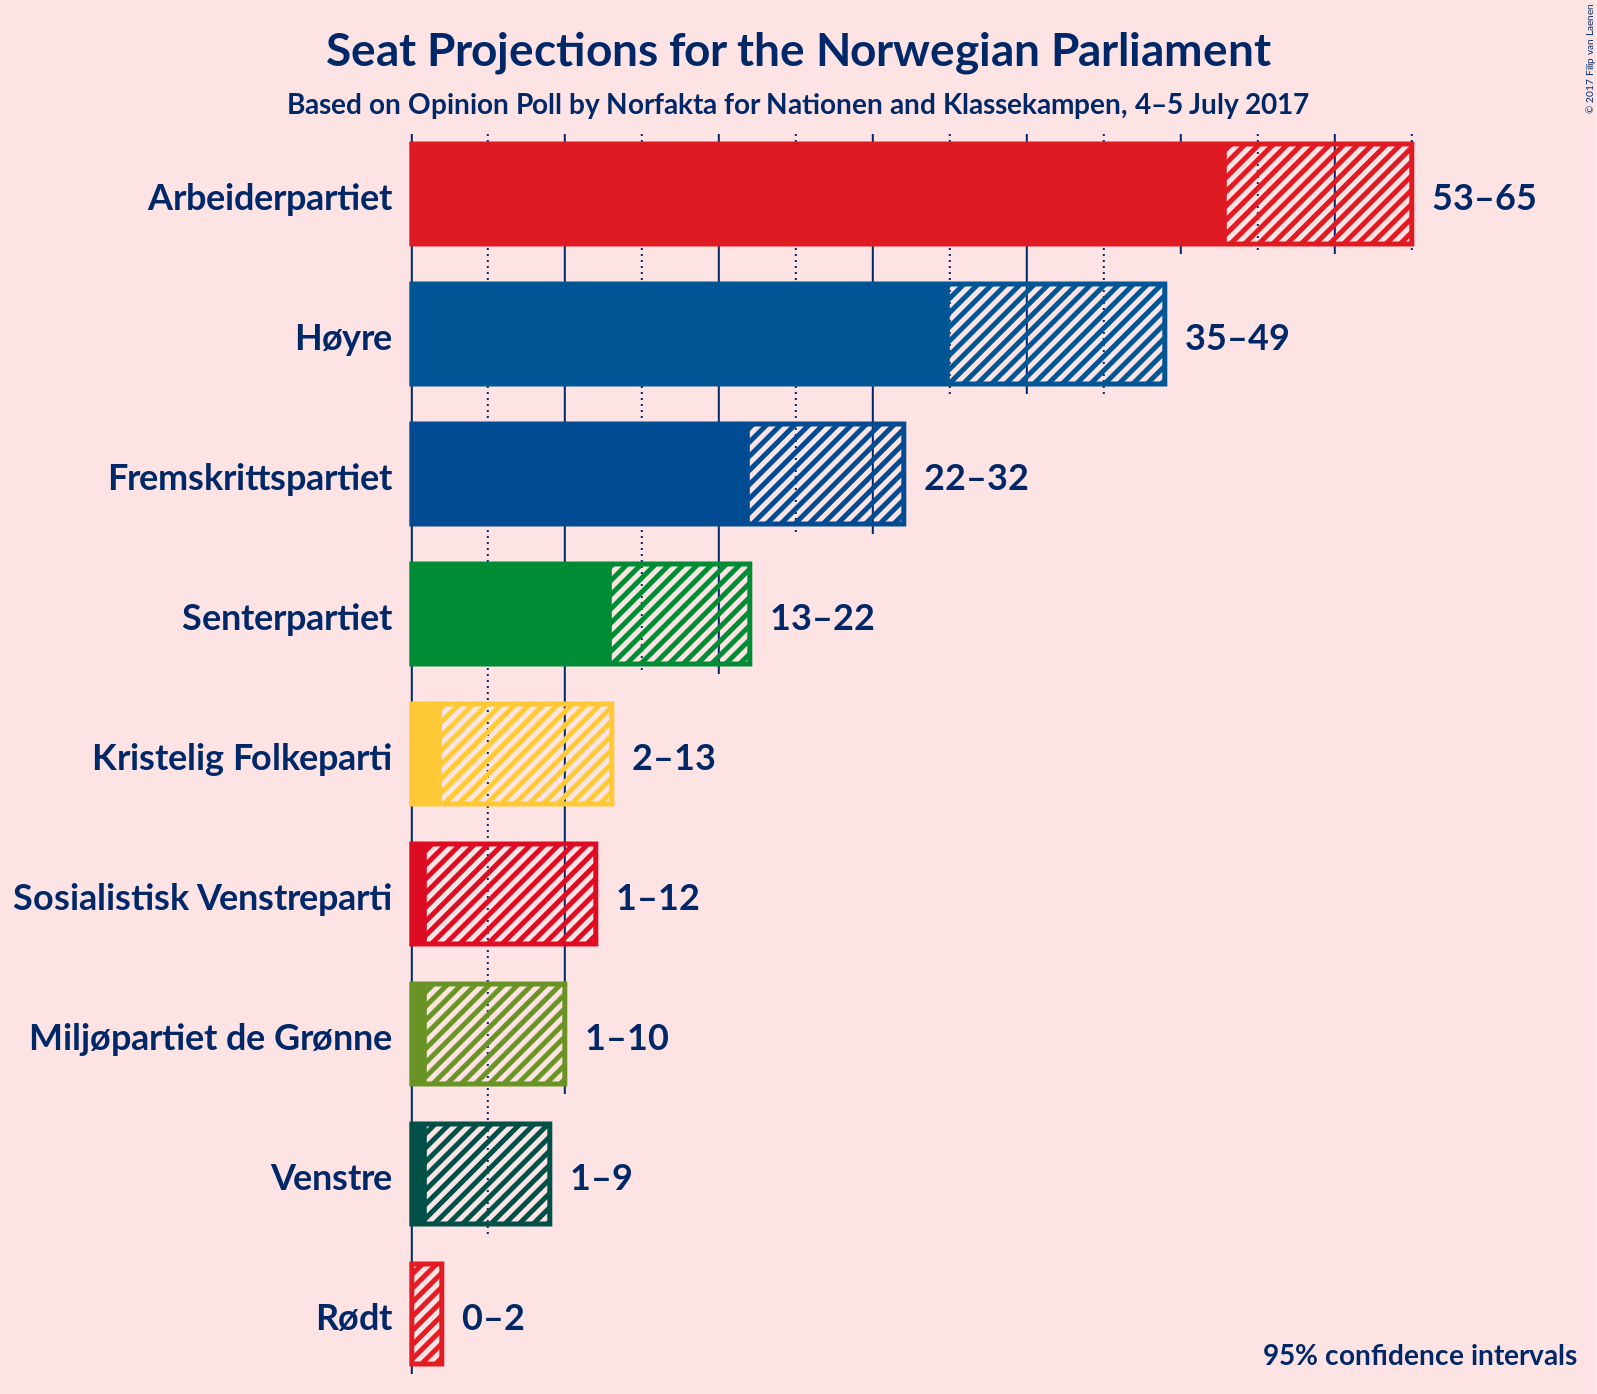 Seat Projections for the Norwegian Parliament
Based on Opinion Poll by Norfakta for Nationen and Klassekampen, 4–5 July 2017
© 2017 Filip van Laenen
Arbeiderpartiet 53–65
Høyre 35–49
Fremskrittspartiet 22–32
Senterpartiet 13–22
Kristelig Folkeparti 2–13
Sosialistisk Venstreparti 1–12
Miljøpartiet de Grønne 1–10
Venstre 1–9
Rødt 0–2
95% confidence intervals